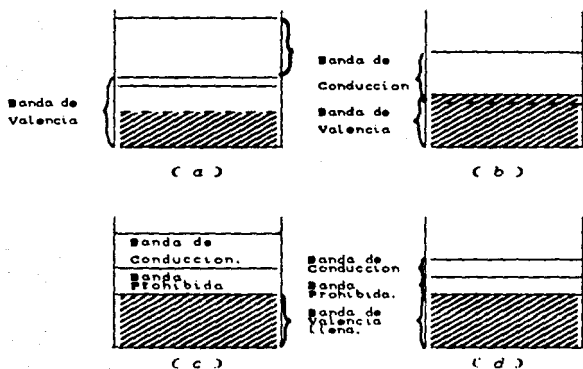 Banda de
Valencia
( a )
Banda de
Conduccion
Banda de
Valencia
( b )
Banda de
Conduccion.
Banda
Prohibida
( c )
Banda de
Conduccion
Banda
Prohibida.
Banda de
Valencia
llena.
( d )